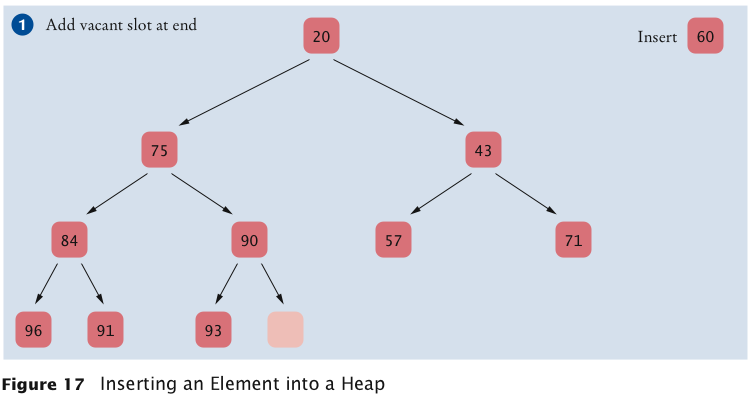 1 Add vacant slot at end
Insert 60
20
75 43
84 90 57 71
96 91 93
Figure 17 Inserting an Element into a Heap